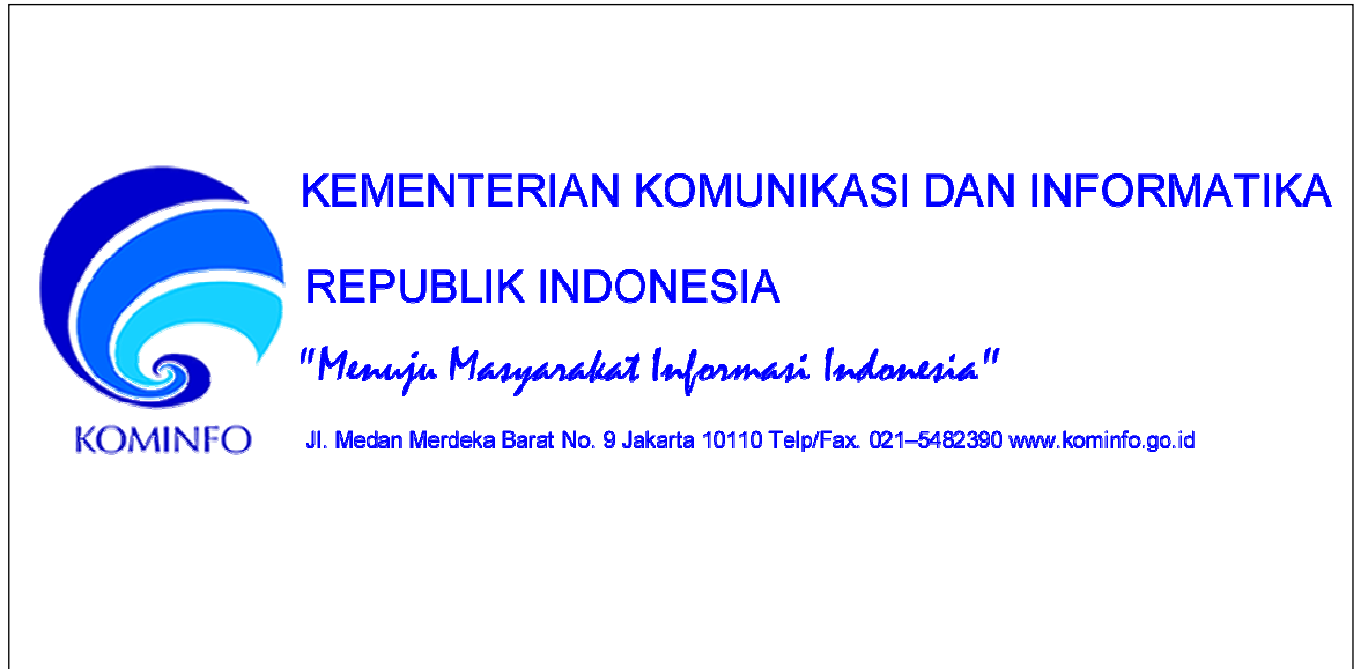 KEMENTERIAN KOMUNIKASI DAN INFORMATIKA
REPUBLIK INDONESIA
"Menuju Masyarakat Informasi Indonesia"
KOMINFO
Jl. Medan Merdeka Barat No. 9 Jakarta 10110 Telp/Fax. 021–5482390 www.kominfo.go.id